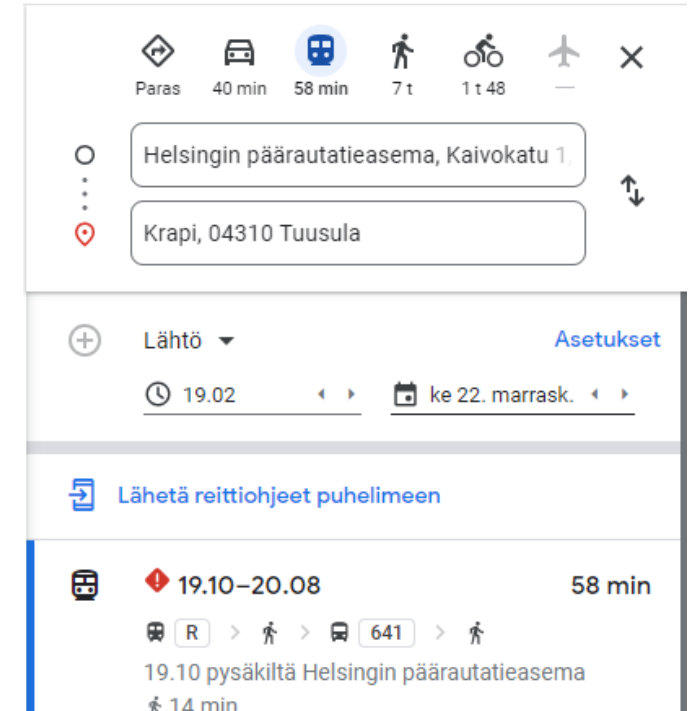 Paras 40 min 58 min 7 t 1 t 48 —
Helsingin päärautatieasema, Kaivokatu 1,
Krapi, 04310 Tuusula
Lähtö Asetukset
19.02 ke 22. marrask.
Lähetä reittiohjeet puhelimeen
19.10–20.08 58 min
R > > 641 >
19.10 pysäkiltä Helsingin päärautatieasema
14 min